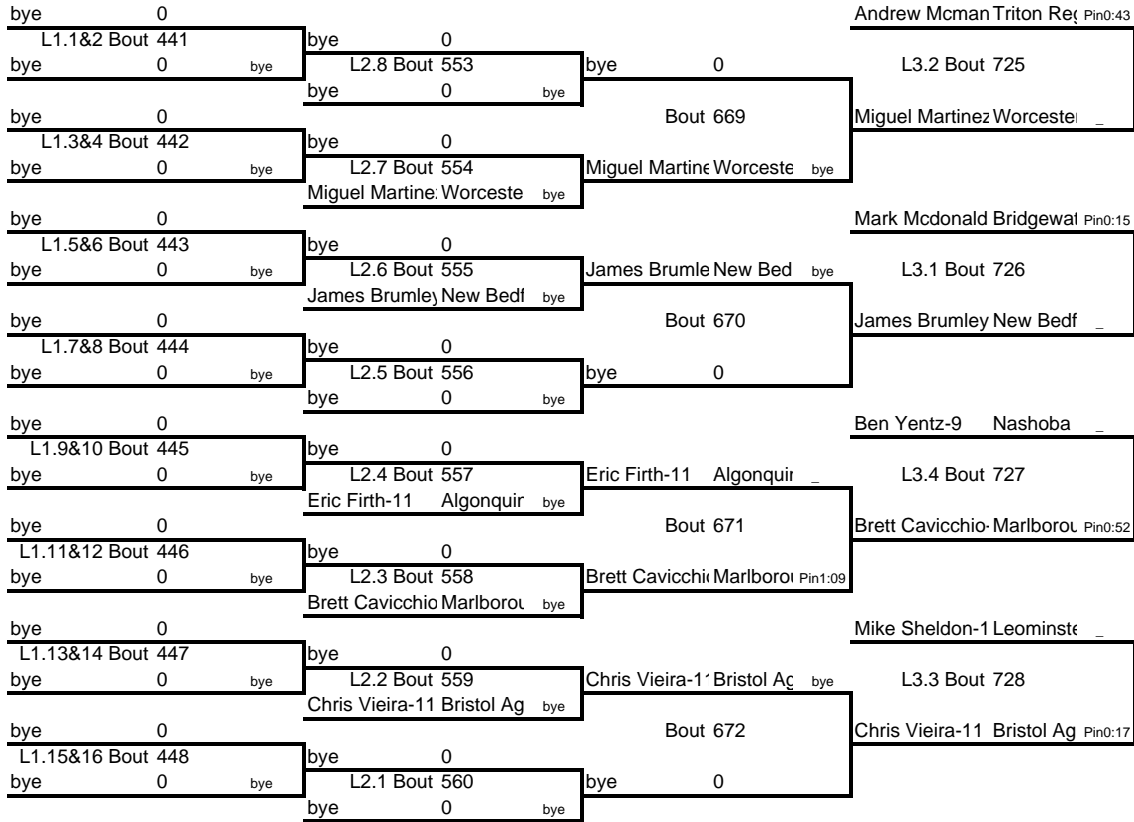 bye 0 Andrew Mcman Triton Reg Pin0:43
L1.1&2 Bout 441 bye 0
bye 0 bye L2.8 Bout 553 bye 0 L3.2 Bout 725
bye 0 bye
bye 0 Bout 669 Miguel Martinez Worceste _
L1.3&4 Bout 442 bye 0
bye 0 bye L2.7 Bout 554 Miguel Martine Worceste bye
Miguel Martine Worceste bye
bye 0 Mark Mcdonald Bridgewat Pin0:15
L1.5&6 Bout 443 bye 0
bye 0 bye L2.6 Bout 555 James Brumle New Bed bye L3.1 Bout 726
James Brumley New Bedf bye
bye 0 Bout 670 James Brumley New Bedf _
L1.7&8 Bout 444 bye 0
bye 0 bye L2.5 Bout 556 bye 0
bye 0 bye
bye 0 Ben Yentz-9 Nashoba _
L1.9&10 Bout 445 bye 0
bye 0 bye L2.4 Bout 557 Eric Firth-11 Algonquin _ L3.4 Bout 727
Eric Firth-11 Algonquin bye
bye 0 Bout 671 Brett Cavicchio- Marlborou Pin0:52
L1.11&12 Bout 446 bye 0
bye 0 bye L2.3 Bout 558 Brett Cavicchi Marlborou Pin1:09
Brett Cavicchio Marlborou bye
bye 0 Mike Sheldon-1 Leominste _
L1.13&14 Bout 447 bye 0
bye 0 bye L2.2 Bout 559 Chris Vieira-11 Bristol Ag bye L3.3 Bout 728
Chris Vieira-11 Bristol Ag bye
bye 0 Bout 672 Chris Vieira-11 Bristol Ag Pin0:17
L1.15&16 Bout 448 bye 0
bye 0 bye L2.1 Bout 560 bye 0
bye 0 bye